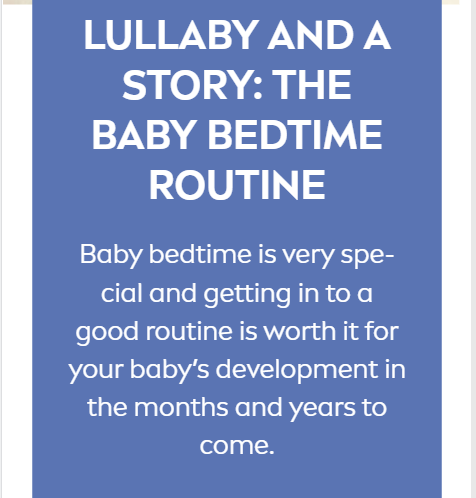 LULLABY AND A
STORY: THE
BABY BEDTIME
ROUTINE
Baby bedtime is very spe-
cial and getting in to a
good routine is worth it for
your baby's development in
the months and years to
come.